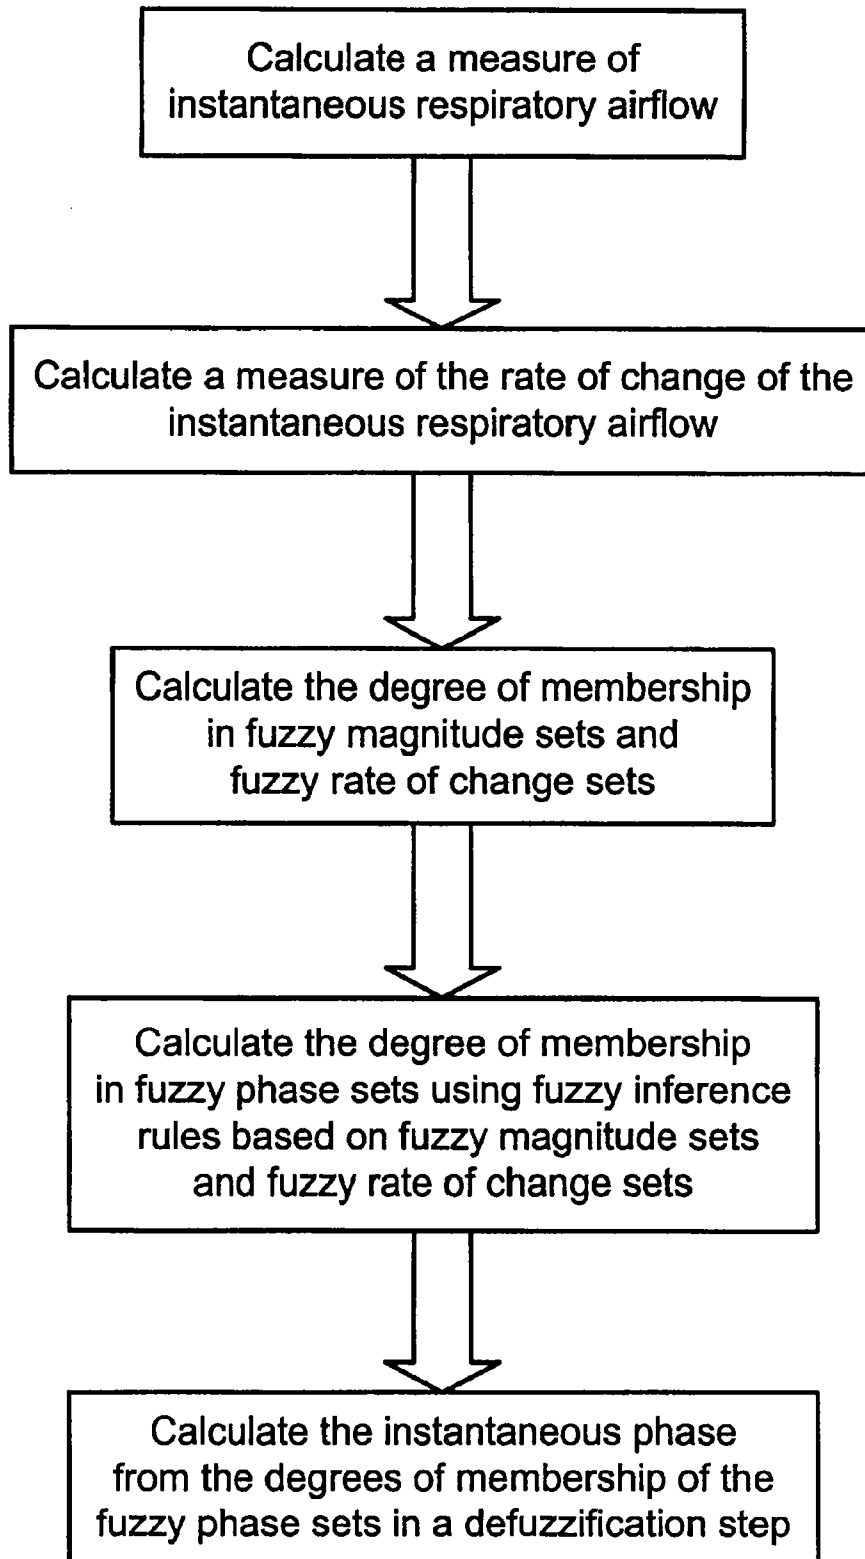 Calculate a measure of
instantaneous respiratory airflow
Calculate a measure of the rate of change of the
instantaneous respiratory airflow
Calculate the degree of membership
in fuzzy magnitude sets and
fuzzy rate of change sets
Calculate the degree of membership
in fuzzy phase sets using fuzzy inference
rules based on fuzzy magnitude sets
and fuzzy rate of change sets
Calculate the instantaneous phase
from the degrees of membership of the
fuzzy phase sets in a defuzzification step